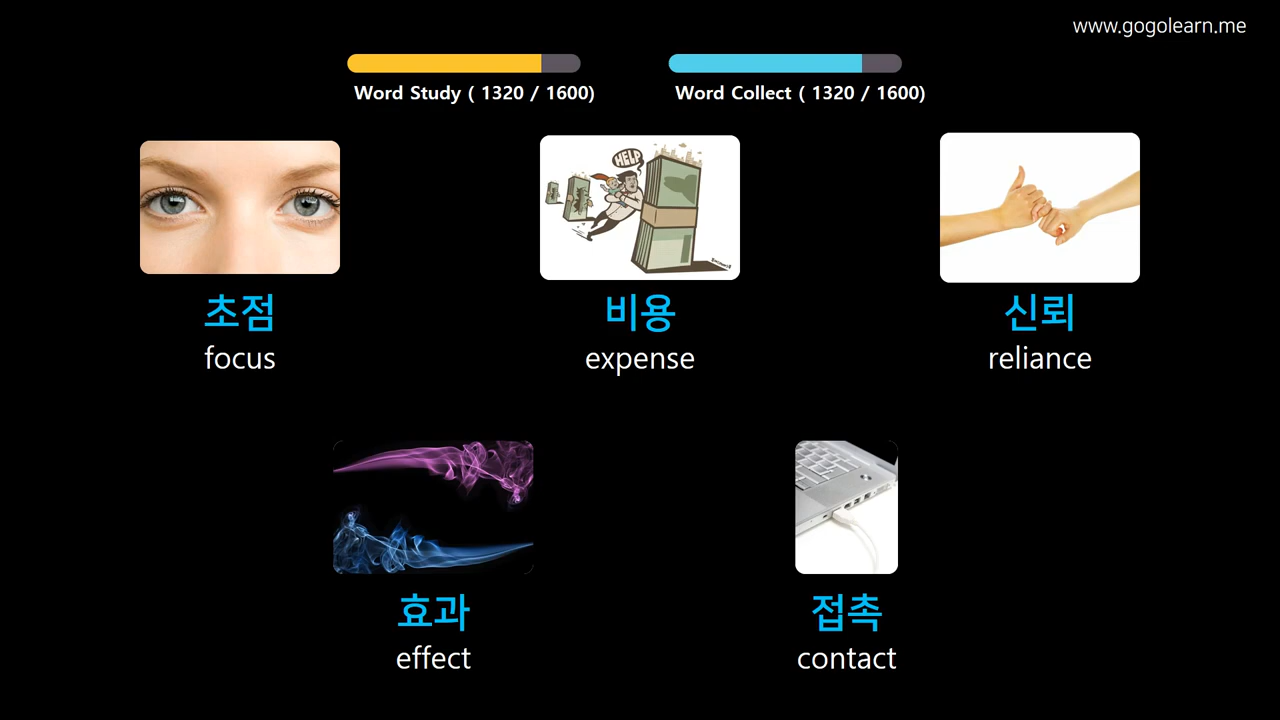 www.gogolearn.me
Word Study ( 1320 / 1600)
Word Collect ( 1320 / 1600)
HELP
초점
focus
비용
expense
신뢰
reliance
효과
effect
접촉
contact